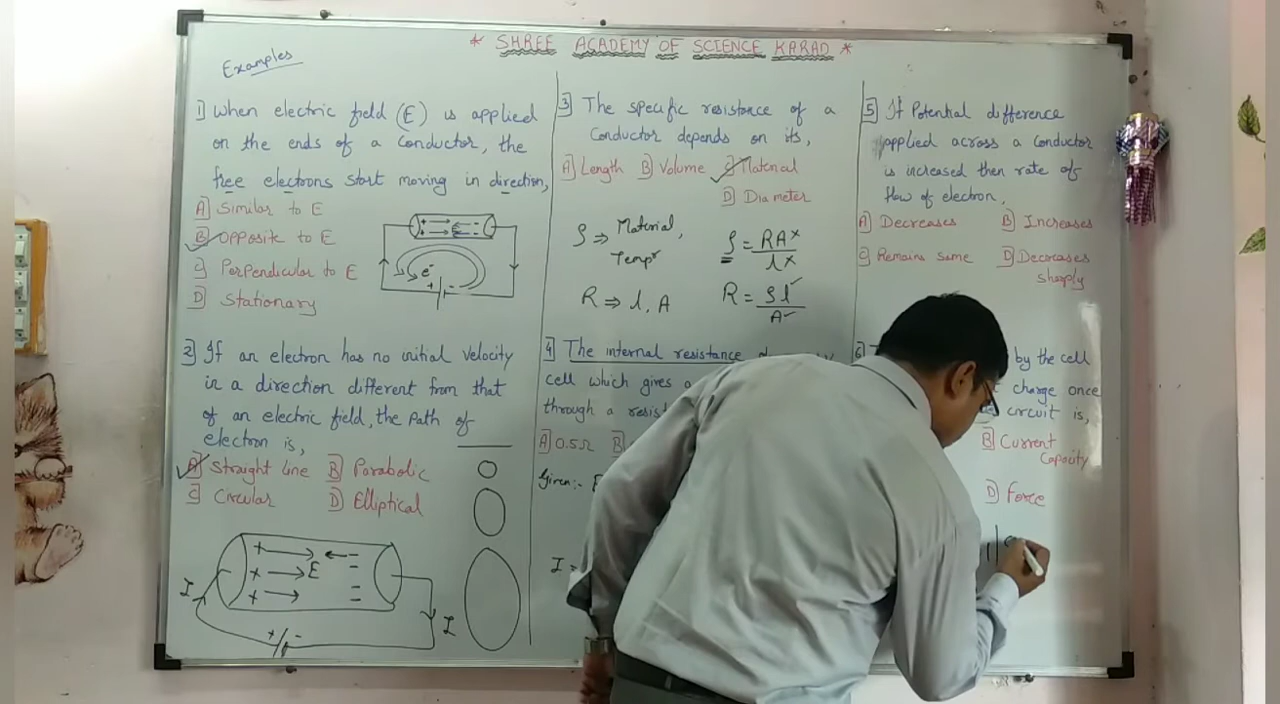 * SHREE ACADEMY OF SCIENCE KARAD *
Examples
1] When electric field (E) is applied
on the ends of a conductor, the
free electrons start moving in direction,
A] Similar to E
B] Opposite to E
C] Perpendicular to E
D] Stationary
+ → E - -
e-
+ -
2] If an electron has no initial velocity
in a direction different from that
of an electric field, the Path of
electron is,
A] Straight line B] Parabolic
C] Circular D] Elliptical
+ → ← -
+ → E -
+ → -
I
+ -
I
3] The specific resistance of a
Conductor depends on its,
A] Length B] Volume C] Material
D] Diameter
ρ ⇒ Material,
Tempr
ρ = RA / l
R ⇒ l, A
R = ρl / A
4] The internal resistance
cell which gives a
through a resis
A] 0.5Ω B]
Given:-
I =
5] If Potential difference
applied across a conductor
is increased then rate of
flow of electron,
A] Decreases B] Increases
C] Remains same D] Decreases
sharply
6] by the cell
charge once
circuit is,
B] Current
Capacity
D] Force